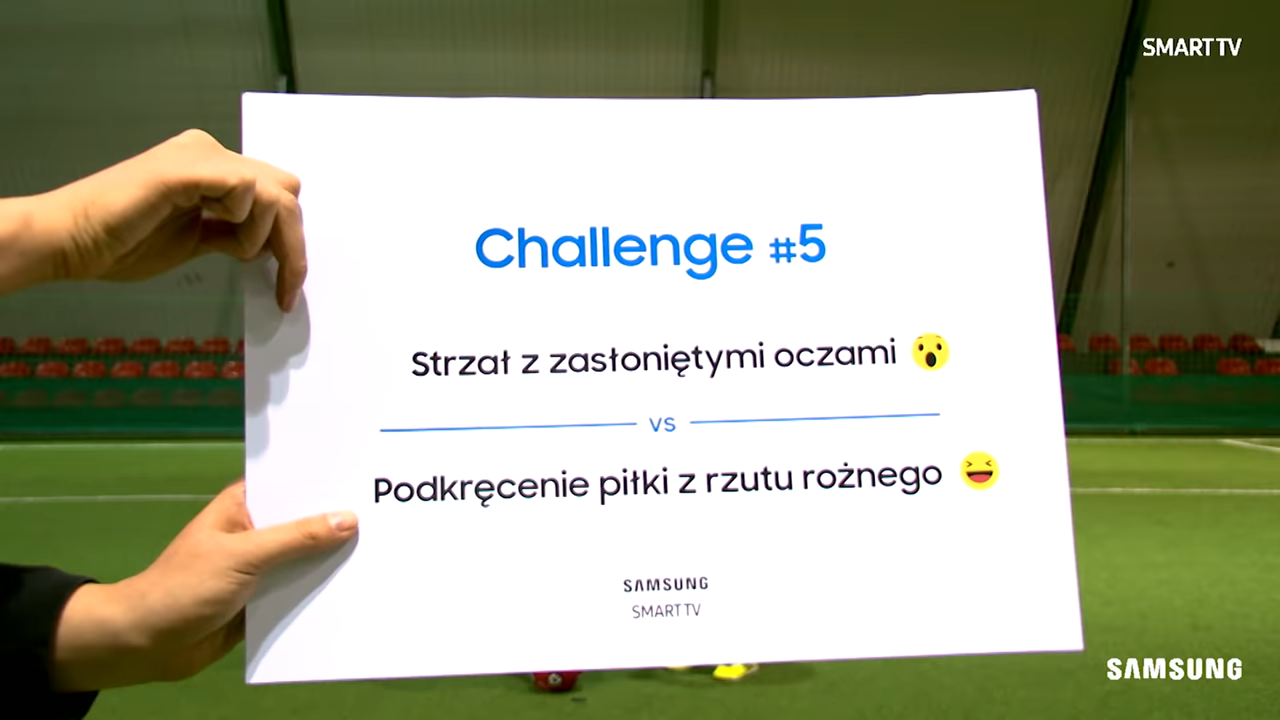 SMART TV
Challenge #5
Strzał z zasłoniętymi oczami 😮
vs
Podkręcenie piłki z rzutu rożnego 😆
SAMSUNG
SMART TV
SAMSUNG